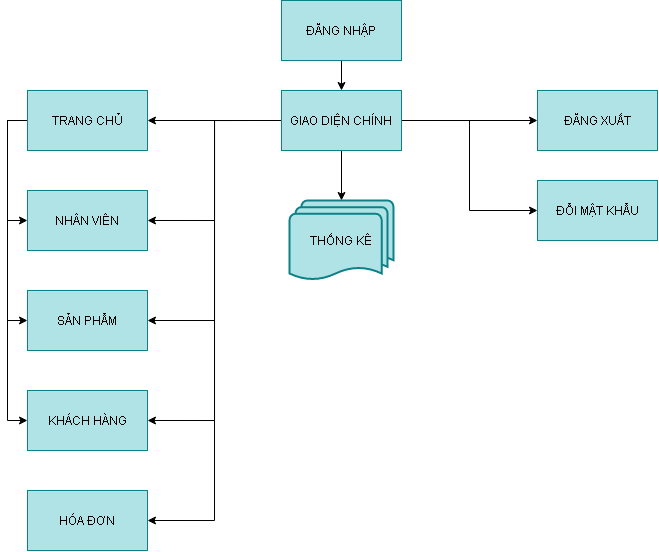 ĐĂNG NHẬP
TRANG CHỦ
GIAO DIỆN CHÍNH
ĐĂNG XUẤT
NHÂN VIÊN
ĐỔI MẬT KHẨU
THỐNG KÊ
SẢN PHẨM
KHÁCH HÀNG
HÓA ĐƠN